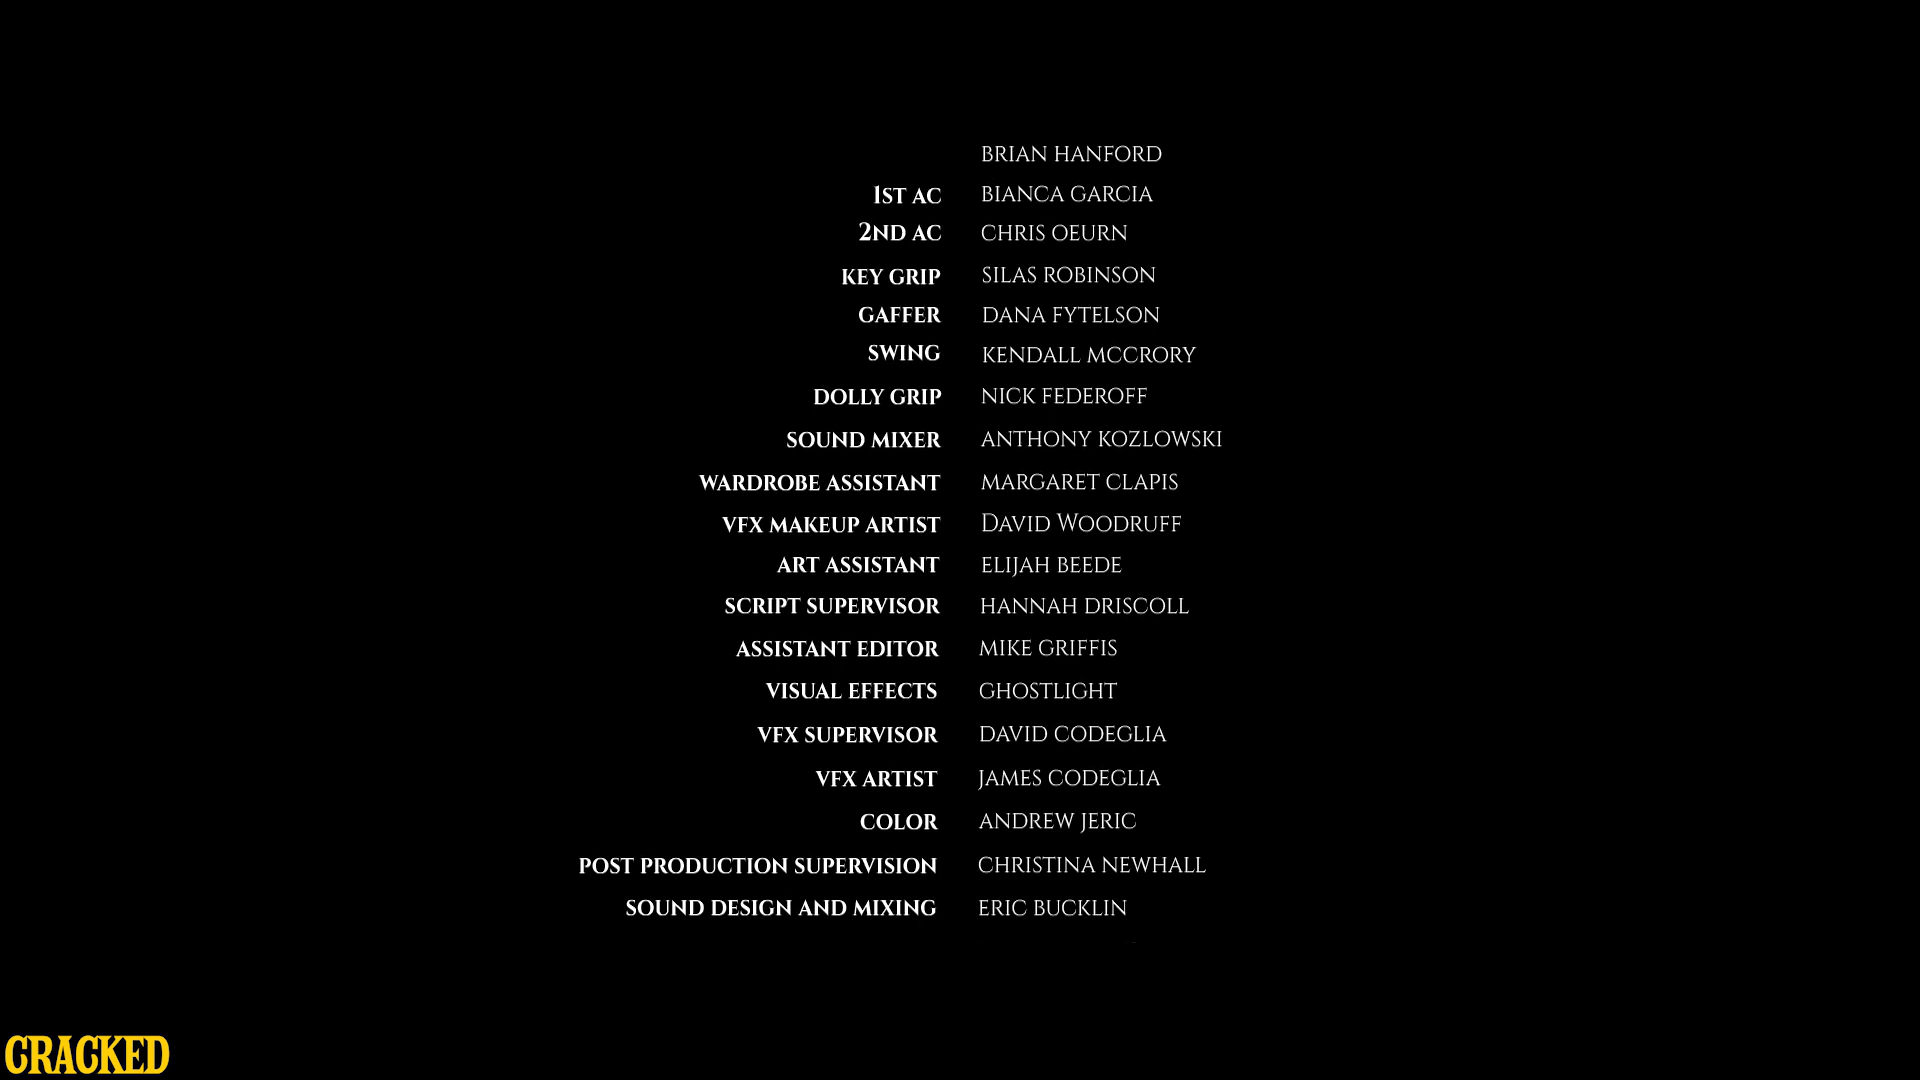 BRIAN HANFORD
1ST AC BIANCA GARCIA
2ND AC CHRIS OEURN
KEY GRIP SILAS ROBINSON
GAFFER DANA FYTELSON
SWING KENDALL MCCRORY
DOLLY GRIP NICK FEDEROFF
SOUND MIXER ANTHONY KOZLOWSKI
WARDROBE ASSISTANT MARGARET CLAPIS
VFX MAKEUP ARTIST DAVID WOODRUFF
ART ASSISTANT ELIJAH BEEDE
SCRIPT SUPERVISOR HANNAH DRISCOLL
ASSISTANT EDITOR MIKE GRIFFIS
VISUAL EFFECTS GHOSTLIGHT
VFX SUPERVISOR DAVID CODEGLIA
VFX ARTIST JAMES CODEGLIA
COLOR ANDREW JERIC
POST PRODUCTION SUPERVISION CHRISTINA NEWHALL
SOUND DESIGN AND MIXING ERIC BUCKLIN
CRACKED